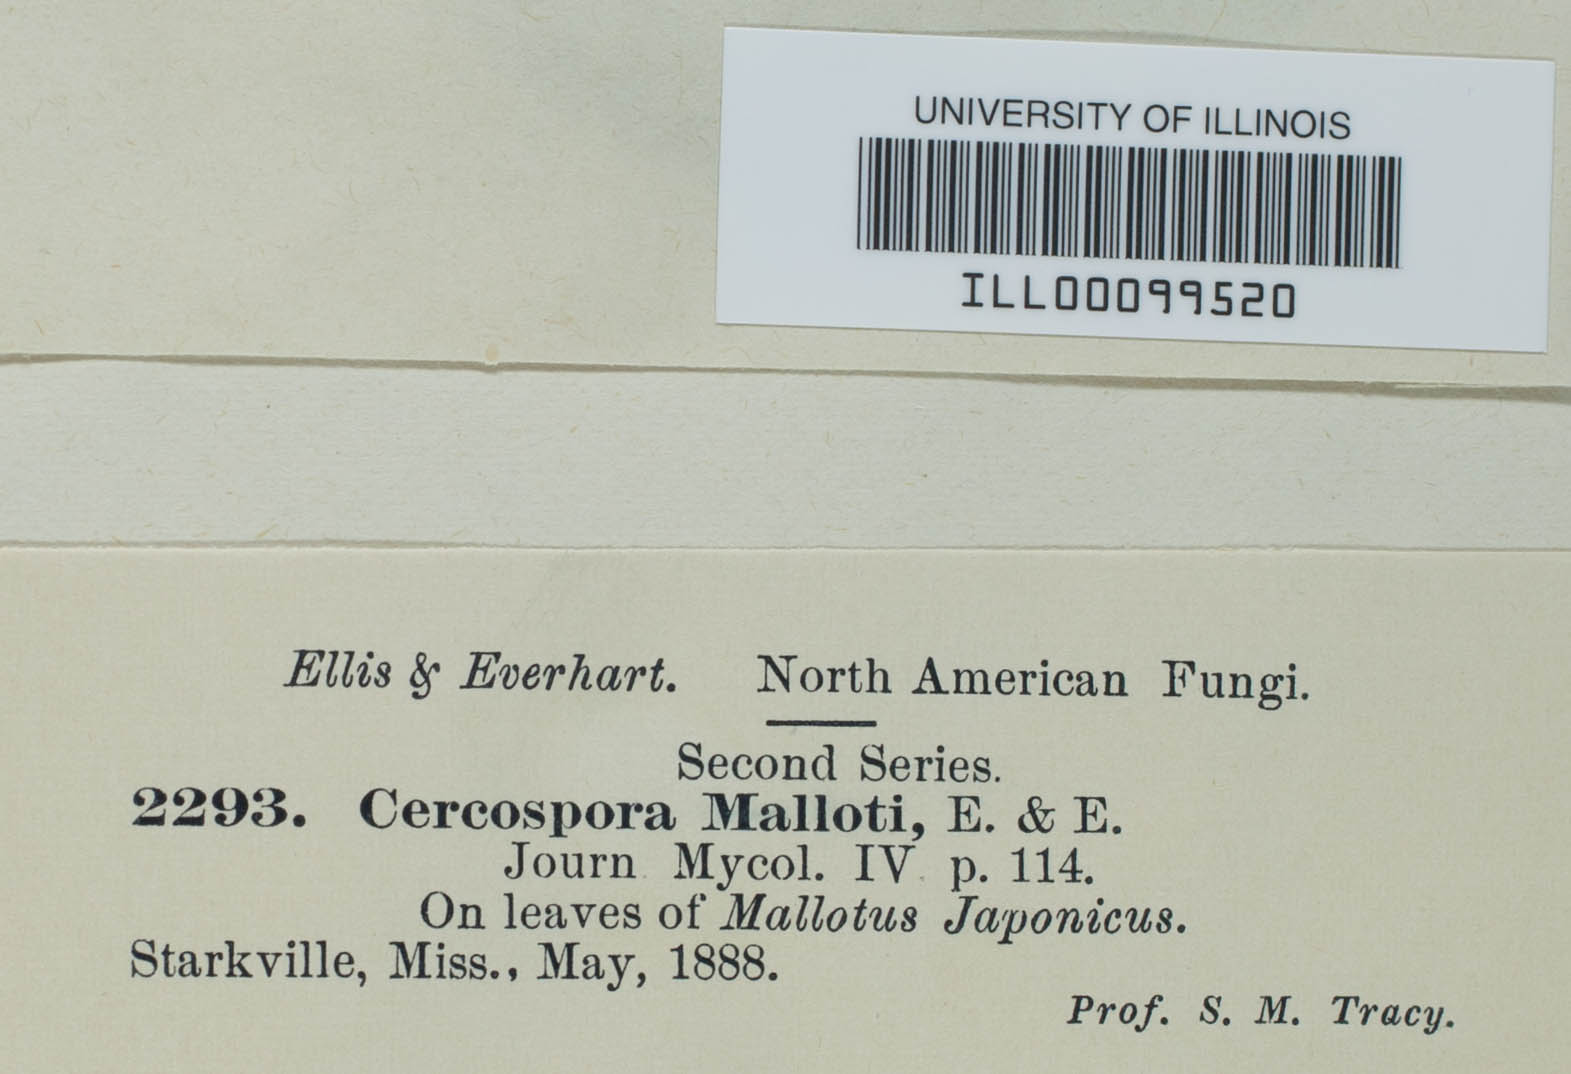 UNIVERSITY OF ILLINOIS
ILL00099520
Ellis & Everhart. North American Fungi.
Second Series.
2293. Cercospora Malloti, E. & E.
Journ Mycol. IV. p. 114.
On leaves of Mallotus Japonicus.
Starkville, Miss., May, 1888.
Prof. S. M. Tracy.